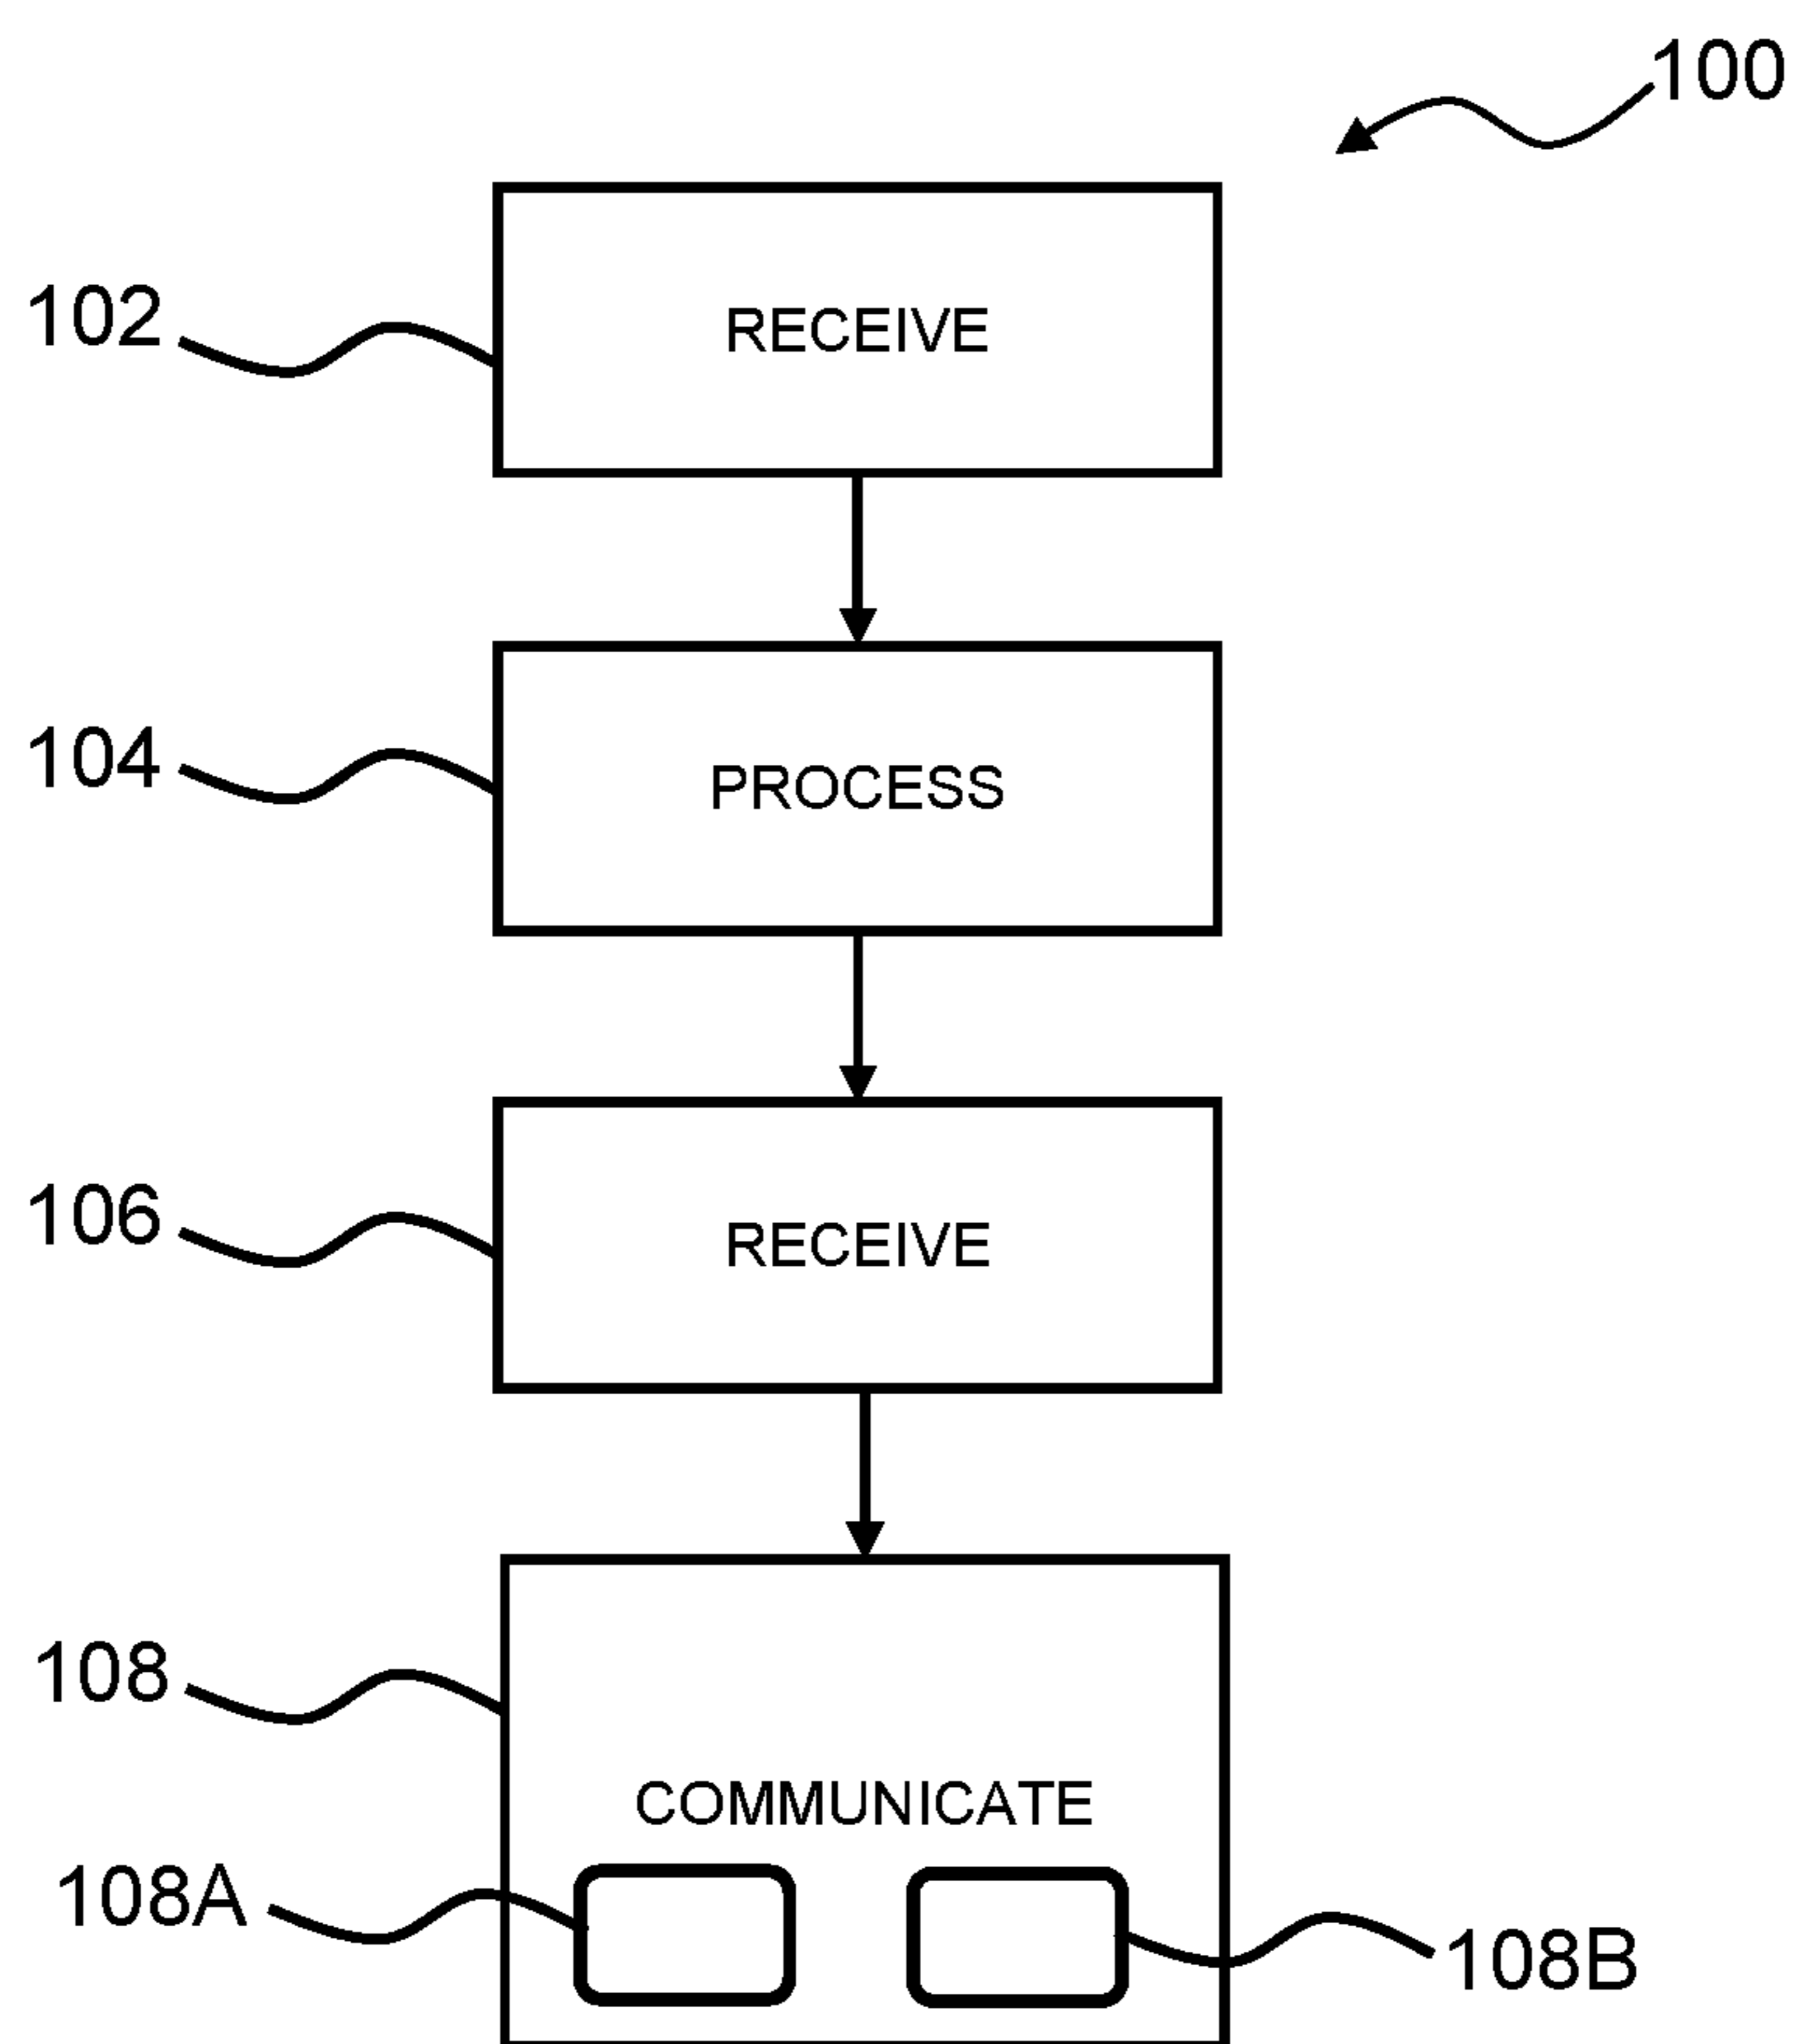 100
102
RECEIVE
104
PROCESS
106
RECEIVE
108
COMMUNICATE
108A
108B